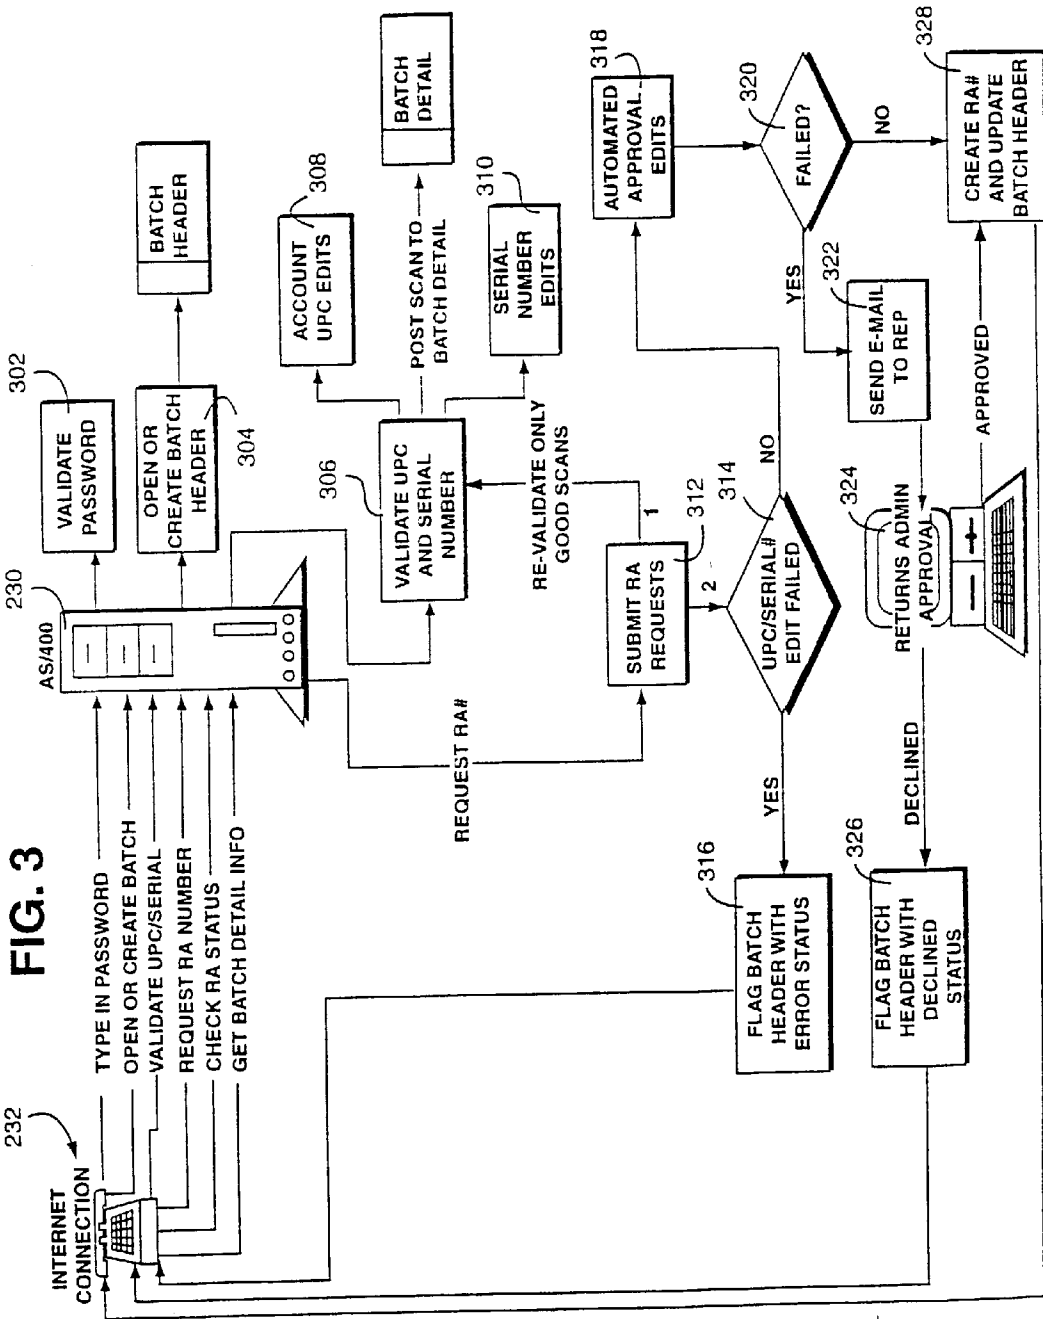 FIG. 3
232
INTERNET
CONNECTION
TYPE IN PASSWORD
OPEN OR CREATE BATCH
VALIDATE UPC/SERIAL
REQUEST RA NUMBER
CHECK RA STATUS
GET BATCH DETAIL INFO
230
AS/400
302
VALIDATE
PASSWORD
OPEN OR
CREATE BATCH
HEADER
304
BATCH
HEADER
306
VALIDATE UPC
AND SERIAL
NUMBER
308
ACCOUNT
UPC EDITS
POST SCAN TO
BATCH DETAIL
BATCH
DETAIL
310
SERIAL
NUMBER
EDITS
REQUEST RA#
RE-VALIDATE ONLY
GOOD SCANS
1
SUBMIT RA
REQUESTS
312
2
314
UPC/SERIAL#
EDIT FAILED
YES
NO
316
FLAG BATCH
HEADER WITH
ERROR STATUS
318
AUTOMATED
APPROVAL
EDITS
320
FAILED?
YES
NO
322
SEND E-MAIL
TO REP
324
RETURNS ADMIN
APPROVAL
DECLINED
APPROVED
326
FLAG BATCH
HEADER WITH
DECLINED
STATUS
328
CREATE RA#
AND UPDATE
BATCH HEADER